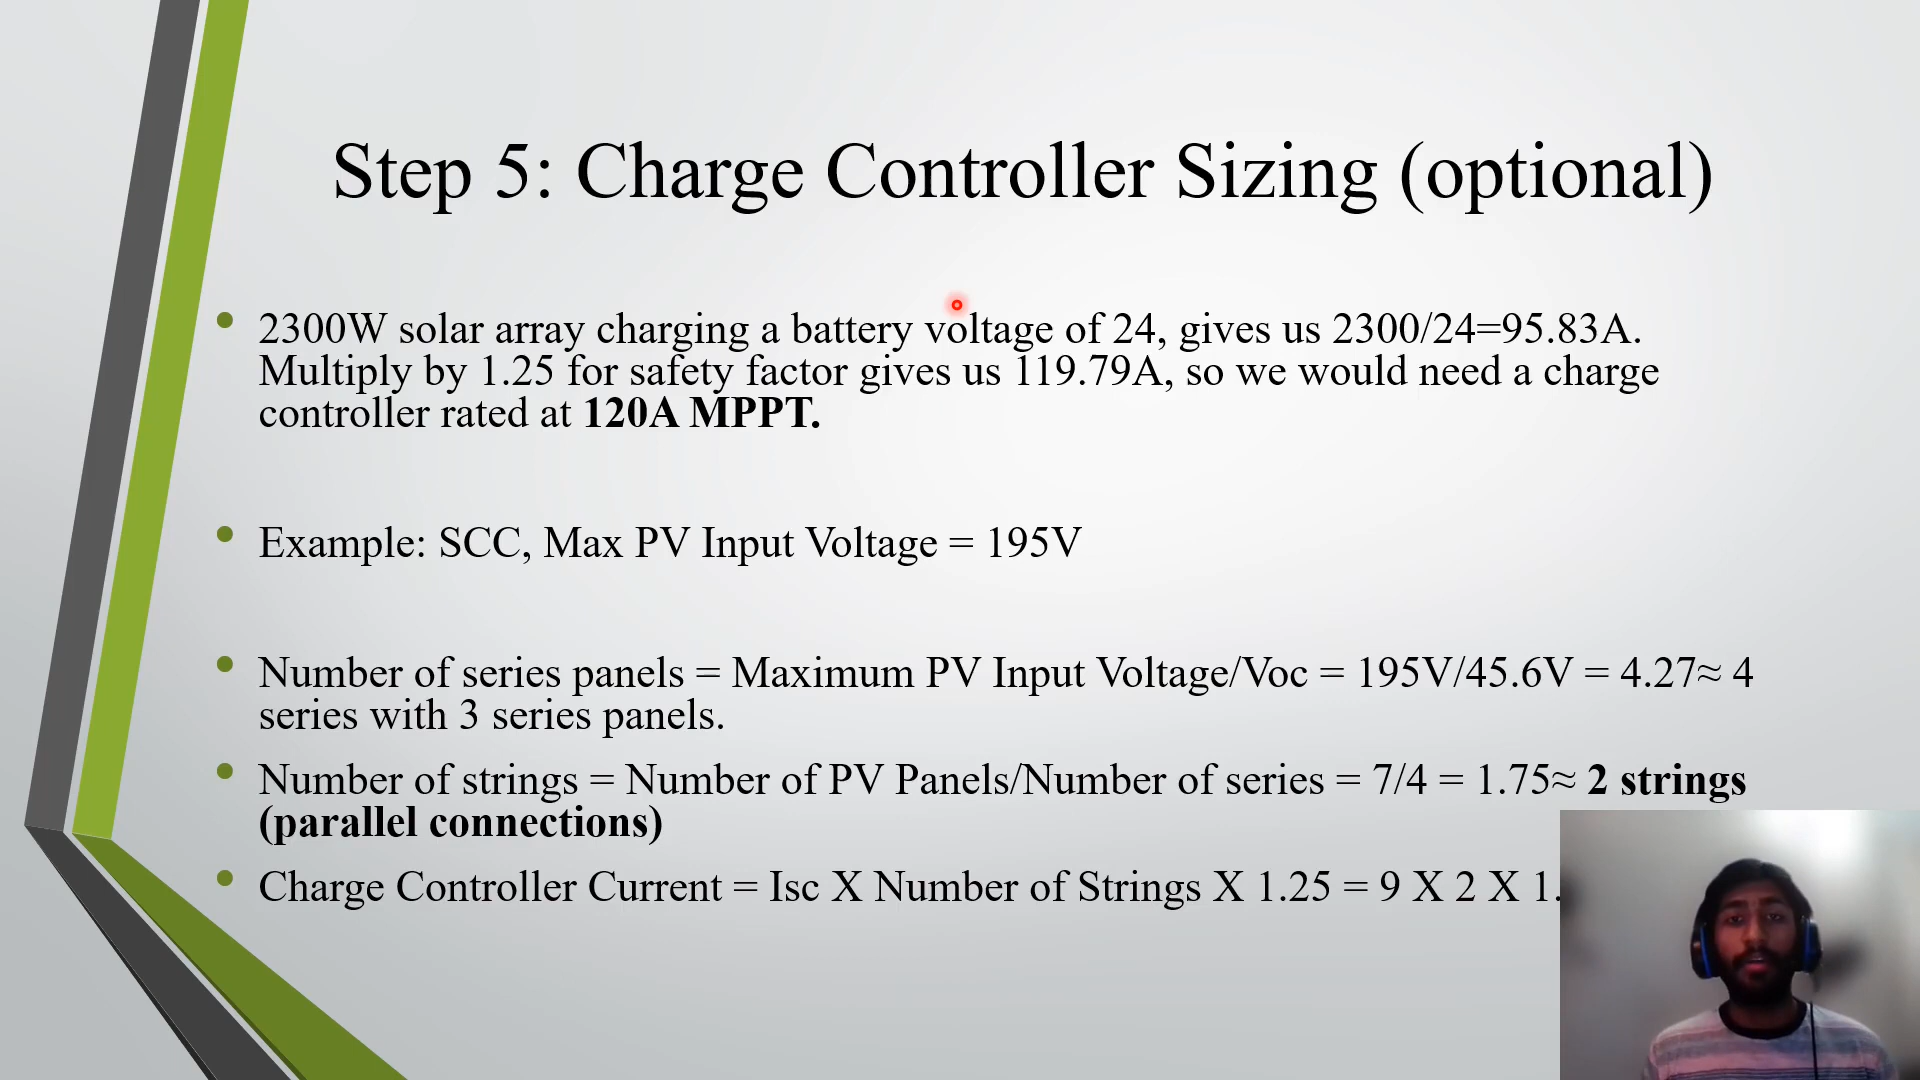 Step 5: Charge Controller Sizing (optional)
2300W solar array charging a battery voltage of 24, gives us 2300/24=95.83A.
Multiply by 1.25 for safety factor gives us 119.79A, so we would need a charge
controller rated at 120A MPPT.
Example: SCC, Max PV Input Voltage = 195V
Number of series panels = Maximum PV Input Voltage/Voc = 195V/45.6V = 4.27≈ 4
series with 3 series panels.
Number of strings = Number of PV Panels/Number of series = 7/4 = 1.75≈ 2 strings
(parallel connections)
Charge Controller Current = Isc X Number of Strings X 1.25 = 9 X 2 X 1.